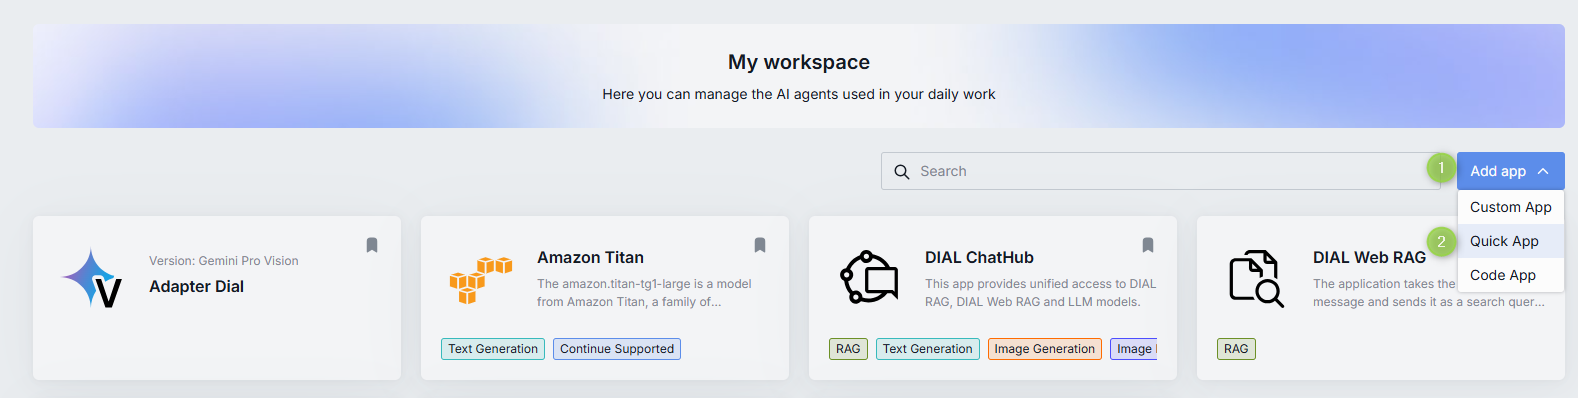 My workspace
Here you can manage the AI agents used in your daily work
Search
1
Add app
Custom App
2
Quick App
Code App
Version: Gemini Pro Vision
Adapter Dial
V
Amazon Titan
The amazon.titan-tg1-large is a model
from Amazon Titan, a family of...
Text Generation
Continue Supported
DIAL ChatHub
This app provides unified access to DIAL
RAG, DIAL Web RAG and LLM models.
RAG
Text Generation
Image Generation
Image
DIAL Web RAG
The application takes the
message and sends it as a search quer...
RAG